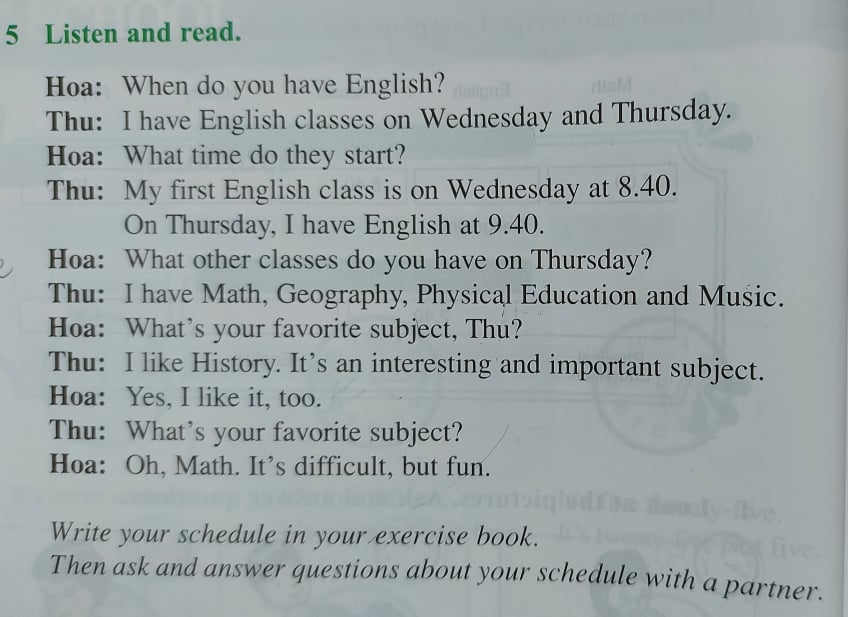 5 Listen and read.
Hoa: When do you have English?
Thu: I have English classes on Wednesday and Thursday.
Hoa: What time do they start?
Thu: My first English class is on Wednesday at 8.40.
On Thursday, I have English at 9.40.
Hoa: What other classes do you have on Thursday?
Thu: I have Math, Geography, Physical Education and Music.
Hoa: What's your favorite subject, Thu?
Thu: I like History. It's an interesting and important subject.
Hoa: Yes, I like it, too.
Thu: What's your favorite subject?
Hoa: Oh, Math. It's difficult, but fun.
Write your schedule in your exercise book.
Then ask and answer questions about your schedule with a partner.